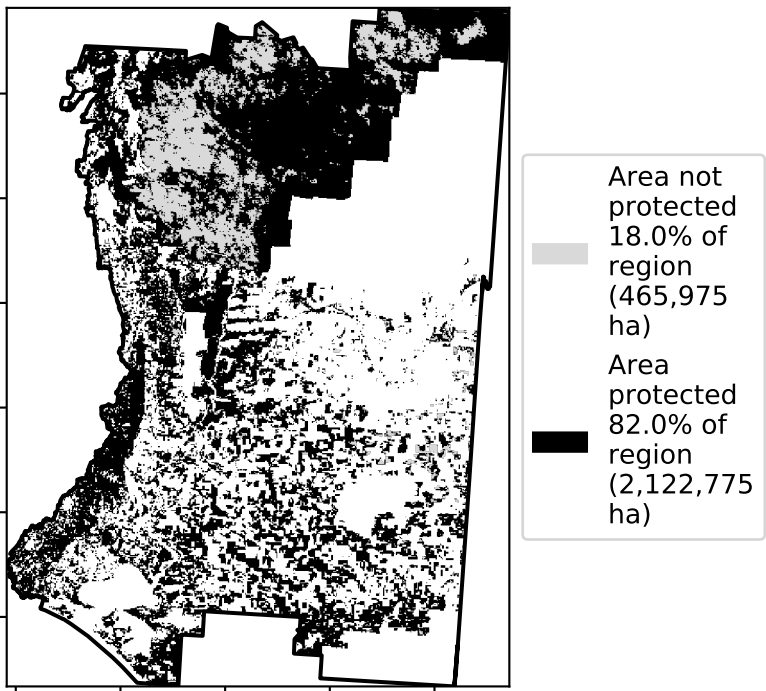 Area not
protected
18.0% of
region
(465,975
ha)
Area
protected
82.0% of
region
(2,122,775
ha)